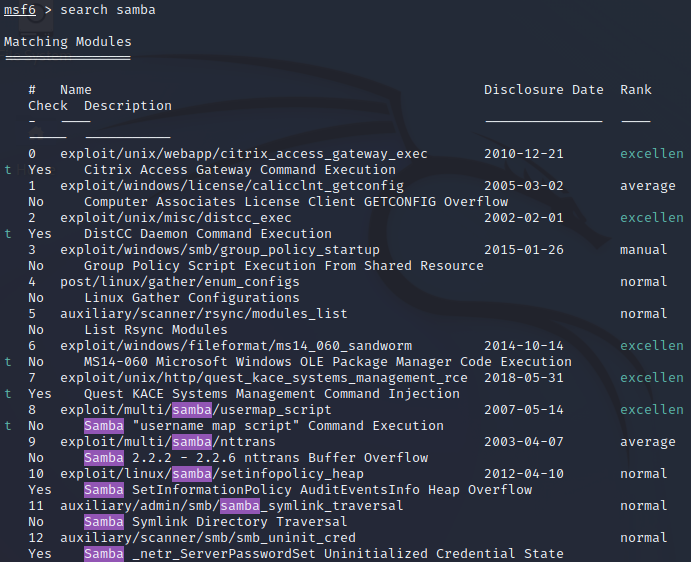 msf6 > search samba
Matching Modules
================
# Name Disclosure Date Rank
Check Description
- ---- --------------- ----
----- -----------
0 exploit/unix/webapp/citrix_access_gateway_exec 2010-12-21 excellen
t Yes Citrix Access Gateway Command Execution
1 exploit/windows/license/calicclnt_getconfig 2005-03-02 average
No Computer Associates License Client GETCONFIG Overflow
2 exploit/unix/misc/distcc_exec 2002-02-01 excellen
t Yes DistCC Daemon Command Execution
3 exploit/windows/smb/group_policy_startup 2015-01-26 manual
No Group Policy Script Execution From Shared Resource
4 post/linux/gather/enum_configs normal
No Linux Gather Configurations
5 auxiliary/scanner/rsync/modules_list normal
No List Rsync Modules
6 exploit/windows/fileformat/ms14_060_sandworm 2014-10-14 excellen
t No MS14-060 Microsoft Windows OLE Package Manager Code Execution
7 exploit/unix/http/quest_kace_systems_management_rce 2018-05-31 excellen
t Yes Quest KACE Systems Management Command Injection
8 exploit/multi/samba/usermap_script 2007-05-14 excellen
t No Samba "username map script" Command Execution
9 exploit/multi/samba/nttrans 2003-04-07 average
No Samba 2.2.2 - 2.2.6 nttrans Buffer Overflow
10 exploit/linux/samba/setinfopolicy_heap 2012-04-10 normal
Yes Samba SetInformationPolicy AuditEventsInfo Heap Overflow
11 auxiliary/admin/smb/samba_symlink_traversal normal
No Samba Symlink Directory Traversal
12 auxiliary/scanner/smb/smb_uninit_cred normal
Yes Samba _netr_ServerPasswordSet Uninitialized Credential State